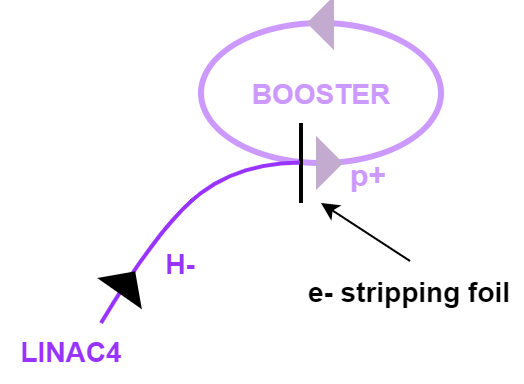 BOOSTER
p+
H-
e- stripping foil
LINAC4